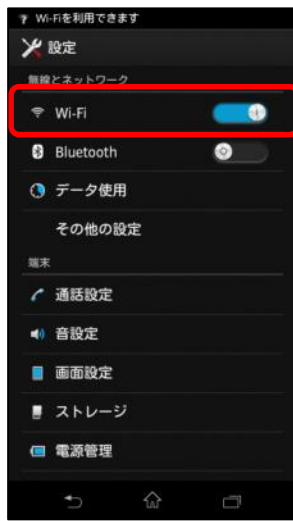 Wi-Fiを利用できます
設定
無線とネットワーク
Wi-Fi
Bluetooth
データ使用
その他の設定
端末
通話設定
音設定
画面設定
ストレージ
電源管理